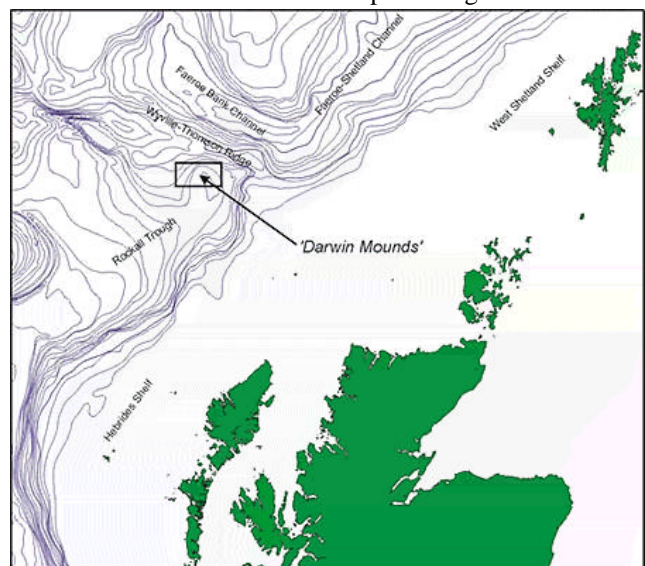 Faeroe-Shetland Channel
West Shetland Shelf
Faeroe Bank Channel
Wyville-Thomson Ridge
'Darwin Mounds'
Rockall Trough
Hebrides Shelf